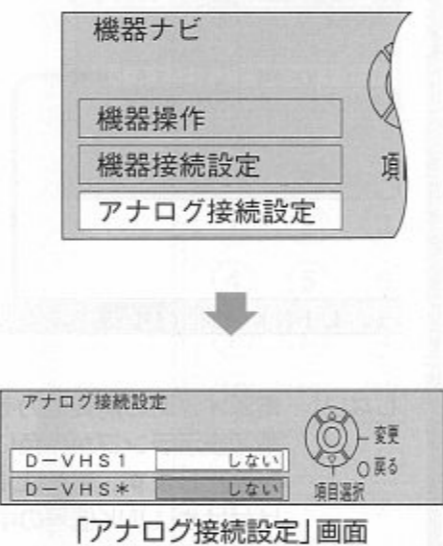 機器ナビ
機器操作
機器接続設定
アナログ接続設定
項
アナログ接続設定
D－VHS1 しない
D－VHS＊ しない
変更
戻る
項目選択
「アナログ接続設定」画面